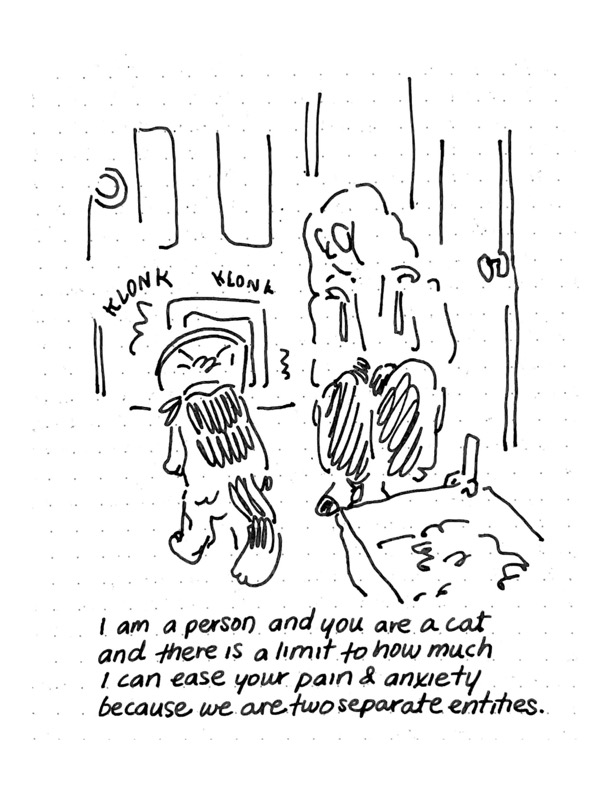 KLONK KLONK
I am a person and you are a cat
and there is a limit to how much
I can ease your pain & anxiety
because we are two separate entities.